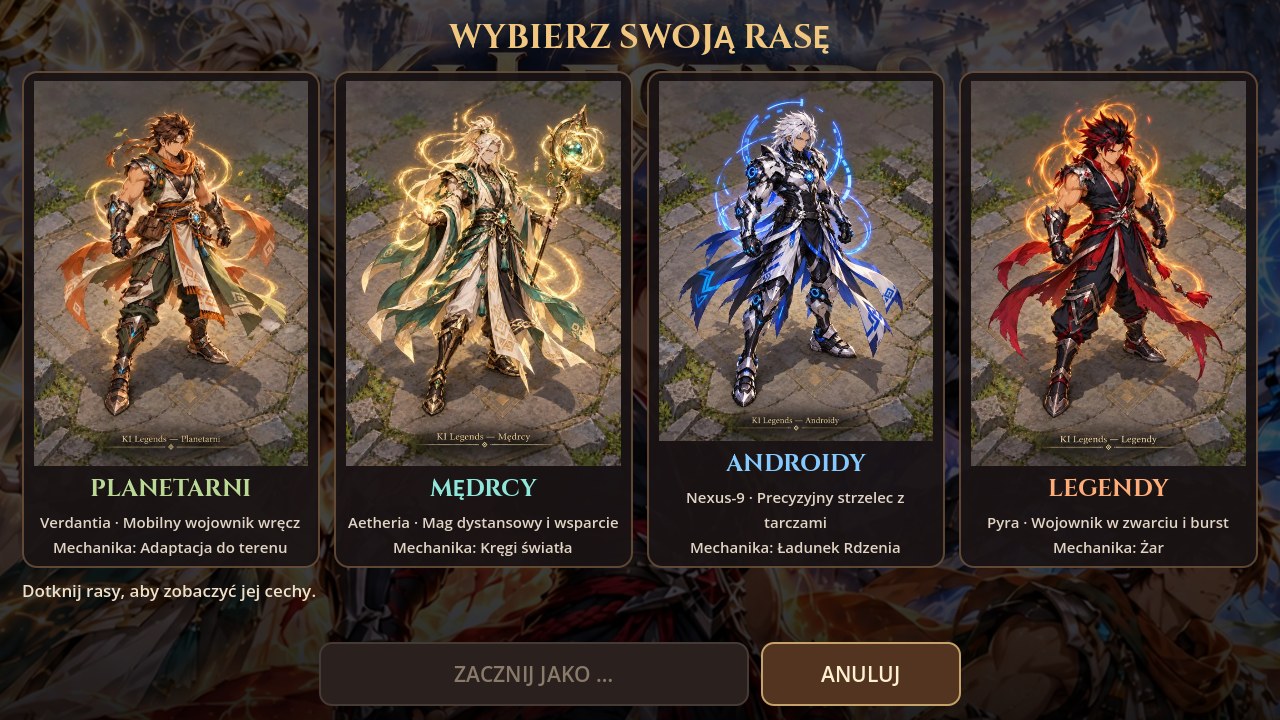 WYBIERZ SWOJĄ RASĘ
KI Legends — Planetarni
PLANETARNI
Verdantia · Mobilny wojownik wręcz
Mechanika: Adaptacja do terenu
KI Legends — Mędrcy
MĘDRCY
Aetheria · Mag dystansowy i wsparcie
Mechanika: Kręgi światła
KI Legends — Androidy
ANDROIDY
Nexus-9 · Precyzyjny strzelec z
tarczami
Mechanika: Ładunek Rdzenia
KI Legends — Legendy
LEGENDY
Pyra · Wojownik w zwarciu i burst
Mechanika: Żar
Dotknij rasy, aby zobaczyć jej cechy.
ZACZNIJ JAKO ...
ANULUJ